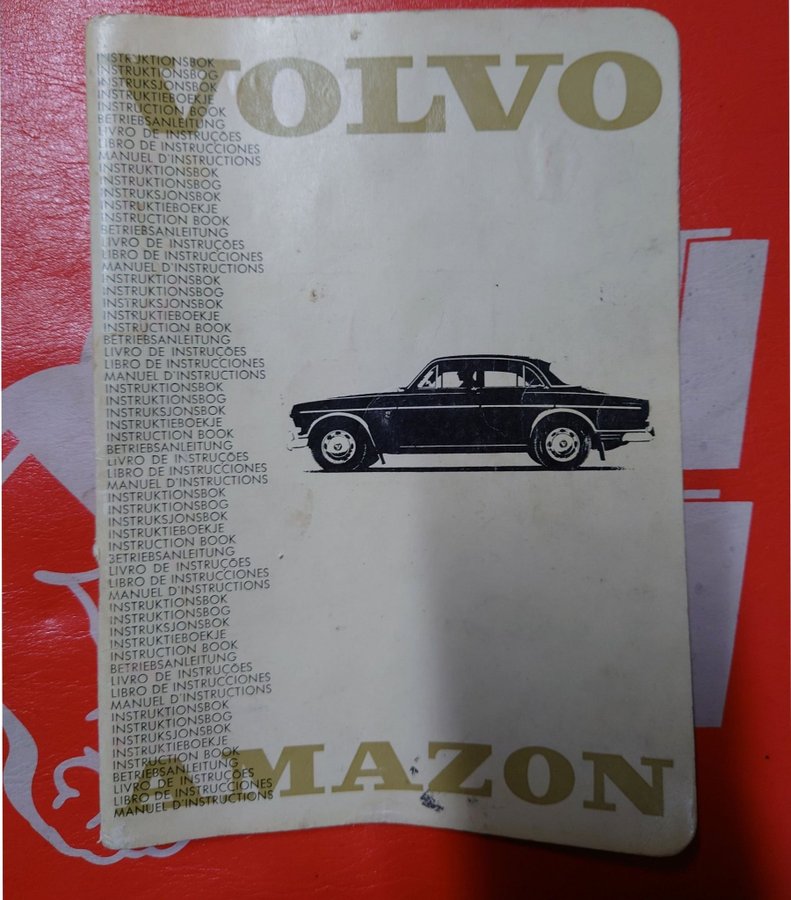 VOLVO
INSTRUKTIONSBOK
INSTRUKTIONSBOG
INSTRUKSJONSBOK
INSTRUKTIEBOEKJE
INSTRUCTION BOOK
BETRIEBSANLEITUNG
LIVRO DE INSTRUÇÕES
LIBRO DE INSTRUCCIONES
MANUEL D'INSTRUCTIONS
INSTRUKTIONSBOK
INSTRUKTIONSBOG
INSTRUKSJONSBOK
INSTRUKTIEBOEKJE
INSTRUCTION BOOK
BETRIEBSANLEITUNG
LIVRO DE INSTRUÇÕES
LIBRO DE INSTRUCCIONES
MANUEL D'INSTRUCTIONS
INSTRUKTIONSBOK
INSTRUKTIONSBOG
INSTRUKSJONSBOK
INSTRUKTIEBOEKJE
INSTRUCTION BOOK
BETRIEBSANLEITUNG
LIVRO DE INSTRUÇÕES
LIBRO DE INSTRUCCIONES
MANUEL D'INSTRUCTIONS
INSTRUKTIONSBOK
INSTRUKTIONSBOG
INSTRUKSJONSBOK
INSTRUKTIEBOEKJE
INSTRUCTION BOOK
BETRIEBSANLEITUNG
LIVRO DE INSTRUÇÕES
LIBRO DE INSTRUCCIONES
MANUEL D'INSTRUCTIONS
INSTRUKTIONSBOK
INSTRUKTIONSBOG
INSTRUKSJONSBOK
INSTRUKTIEBOEKJE
INSTRUCTION BOOK
BETRIEBSANLEITUNG
LIVRO DE INSTRUÇÕES
LIBRO DE INSTRUCCIONES
MANUEL D'INSTRUCTIONS
INSTRUKTIONSBOK
INSTRUKTIONSBOG
INSTRUKSJONSBOK
INSTRUKTIEBOEKJE
INSTRUCTION BOOK
BETRIEBSANLEITUNG
LIVRO DE INSTRUÇÕES
LIBRO DE INSTRUCCIONES
MANUEL D'INSTRUCTIONS
INSTRUKTIONSBOK
INSTRUKTIONSBOG
INSTRUKSJONSBOK
INSTRUKTIEBOEKJE
INSTRUCTION BOOK
BETRIEBSANLEITUNG
LIVRO DE INSTRUÇÕES
LIBRO DE INSTRUCCIONES
MANUEL D'INSTRUCTIONS
AMAZON